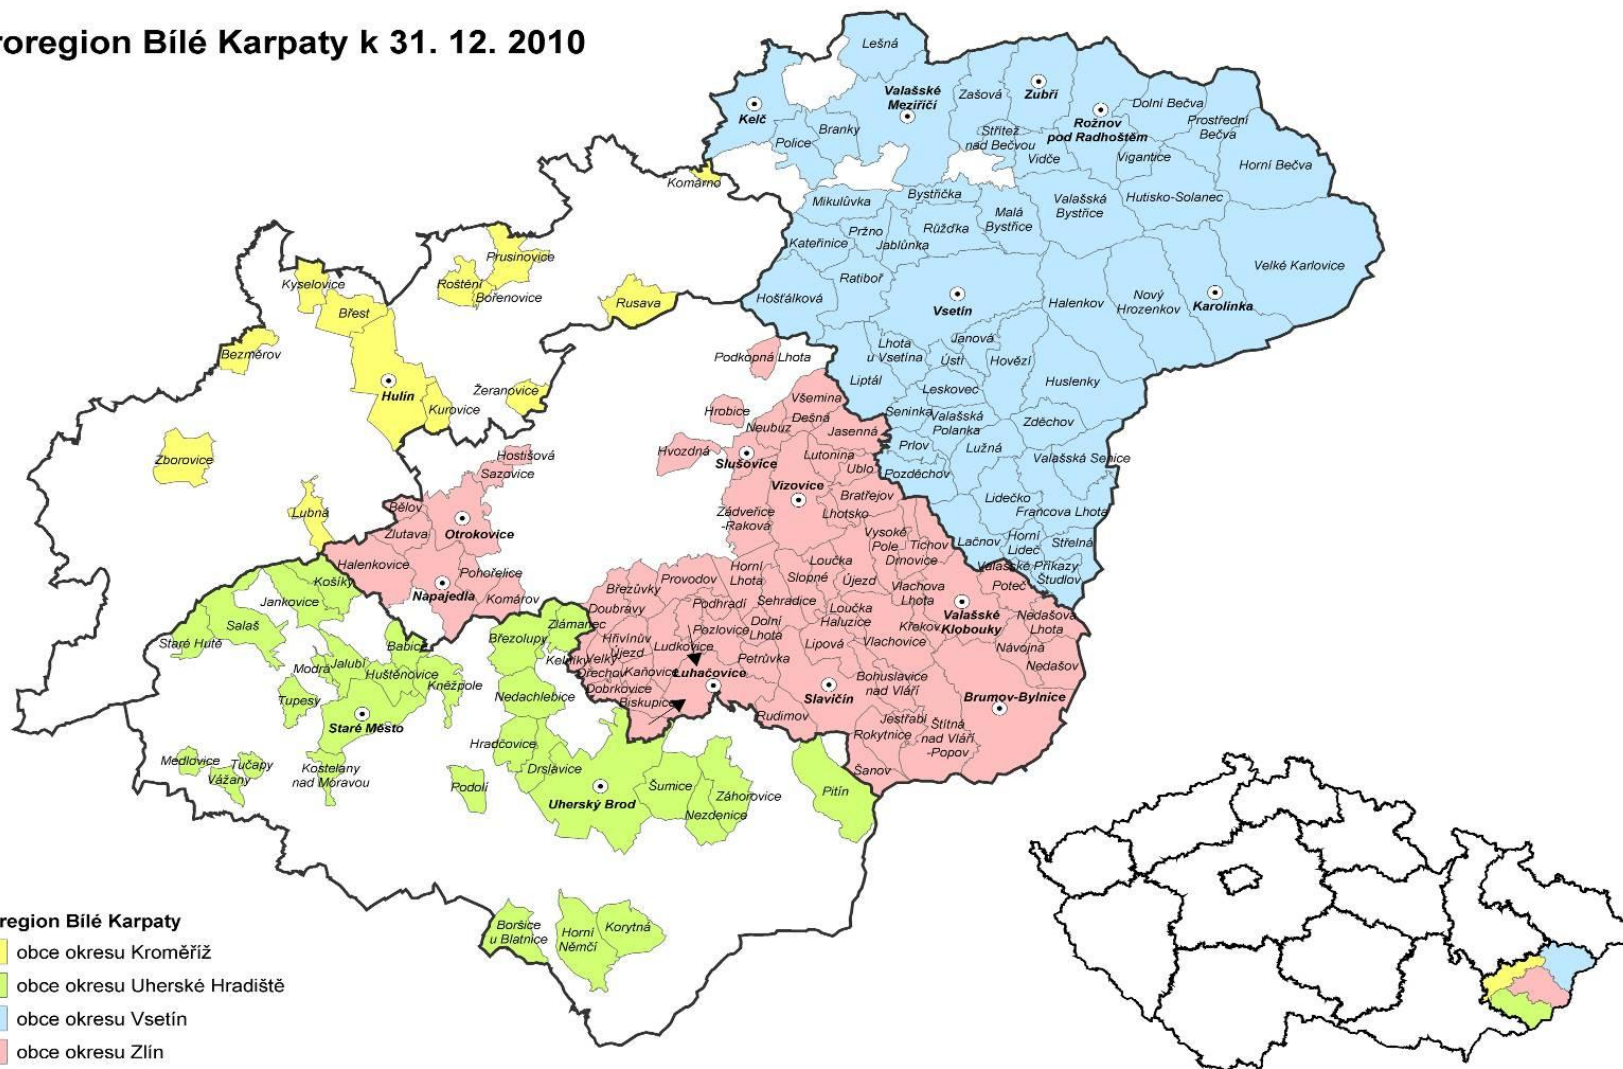 roregion Bílé Karpaty k 31. 12. 2010
Lešná
Kelč
Valašské
Meziříčí
Zašová
Zubří
Rožnov
pod Radhoštěm
Dolní Bečva
Prostřední
Bečva
Horní Bečva
Police
Branky
Střítež
nad Bečvou
Vidče
Vigantice
Hutisko-Solanec
Komárno
Mikulůvka
Bystřička
Malá
Bystřice
Valašská
Bystřice
Kateřinice
Pržno
Jablůnka
Růžďka
Velké Karlovice
Ratiboř
Hošťálková
Vsetín
Halenkov
Nový
Hrozenkov
Karolinka
Prusinovice
Kyselovice
Roštění
Bořenovice
Rusava
Břest
Bezměrov
Hulín
Kurovice
Žeranovice
Zborovice
Lubná
Lhota
u Vsetína
Janová
Ústí
Hovězí
Liptál
Leskovec
Huslenky
Seninka
Valašská
Polanka
Zděchov
Prlov
Lužná
Pozděchov
Valašská Senice
Lidečko
Francova Lhota
Lačnov
Horní
Lideč
Střelná
Valašské Příkazy
Študlov
Podkopná Lhota
Všemina
Hrobice
Dešná
Neubuz
Jasenná
Hvozdná
Slušovice
Lutonina
Ublo
Vizovice
Bratřejov
Zádveřice
-Raková
Lhotsko
Hostišová
Sazovice
Bělov
Žlutava
Otrokovice
Halenkovice
Pohořelice
Napajedla
Komárov
Vysoké
Pole
Tichov
Drnovice
Loučka
Horní
Lhota
Slopné
Újezd
Poteč
Březůvky
Provodov
Vlachova
Lhota
Doubravy
Podhradí
Sehradice
Loučka
Haluzice
Křekov
Valašské
Klobouky
Nedašova
Lhota
Pozlovice
Dolní
Lhota
Návojná
Hřivínův
Újezd
Ludkovice
Lipová
Vlachovice
Nedašov
Velký
Ořechov
Kaňovice
Petrůvka
Luhačovice
Dobrkovice
Biskupice
Slavičín
Bohuslavice
nad Vláří
Brumov-Bylnice
Rudimov
Jestřabí
Rokytnice
Štítná
nad Vláří
-Popov
Šanov
Košíky
Jankovice
Salaš
Staré Hutě
Babice
Březolupy
Zlámanec
Kelníky
Modrá
Jalubí
Huštěnovice
Kněžpole
Tupesy
Nedachlebice
Staré Město
Medlovice
Tučapy
Vážany
Kostelany
nad Moravou
Hradčovice
Drslavice
Podolí
Uherský Brod
Šumice
Záhorovice
Nezdenice
Pitín
Boršice
u Blatnice
Horní
Němčí
Korytná
region Bílé Karpaty
obce okresu Kroměříž
obce okresu Uherské Hradiště
obce okresu Vsetín
obce okresu Zlín